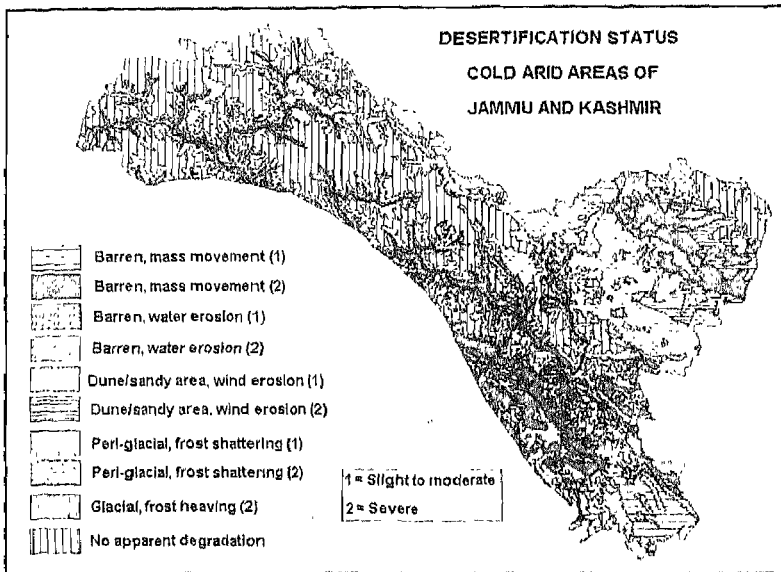 DESERTIFICATION STATUS
COLD ARID AREAS OF
JAMMU AND KASHMIR
Barren, mass movement (1)
Barren, mass movement (2)
Barren, water erosion (1)
Barren, water erosion (2)
Dune/sandy area, wind erosion (1)
Dune/sandy area, wind erosion (2)
Peri-glacial, frost shattering (1)
Peri-glacial, frost shattering (2)
Glacial, frost heaving (2)
No apparent degradation
1 = Slight to moderate
2 = Severe